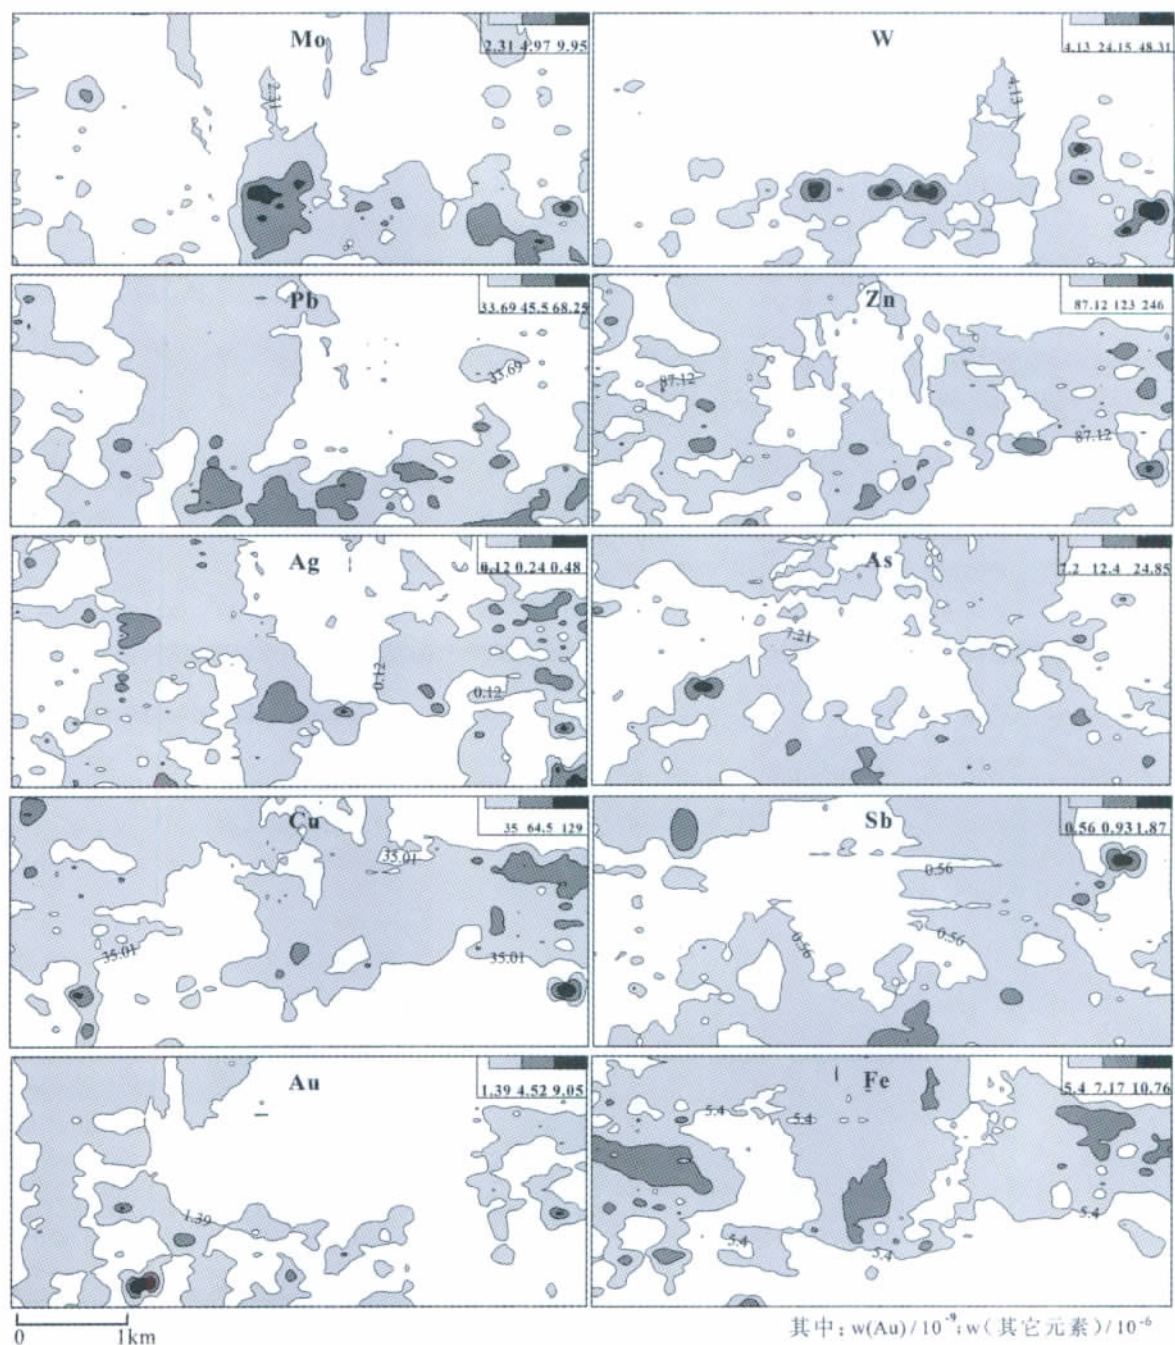 Mo
2.31 4.97 9.95
2.31
W
4.13 24.15 48.31
4.13
Pb
33.69 45.5 68.25
33.69
Zn
87.12 123 246
87.12
87.12
Ag
0.12 0.24 0.48
0.12
0.12
As
7.2 12.4 24.85
7.21
Cu
35 64.5 129
35.01
35.01
35.01
Sb
0.56 0.93 1.87
0.56
0.56
0.56
Au
1.39 4.52 9.05
1.39
Fe
5.4 7.17 10.76
5.4
5.4
5.4
5.4
5.4
0 1km
其中: w(Au)/10⁻⁹; w(其它元素)/10⁻⁶